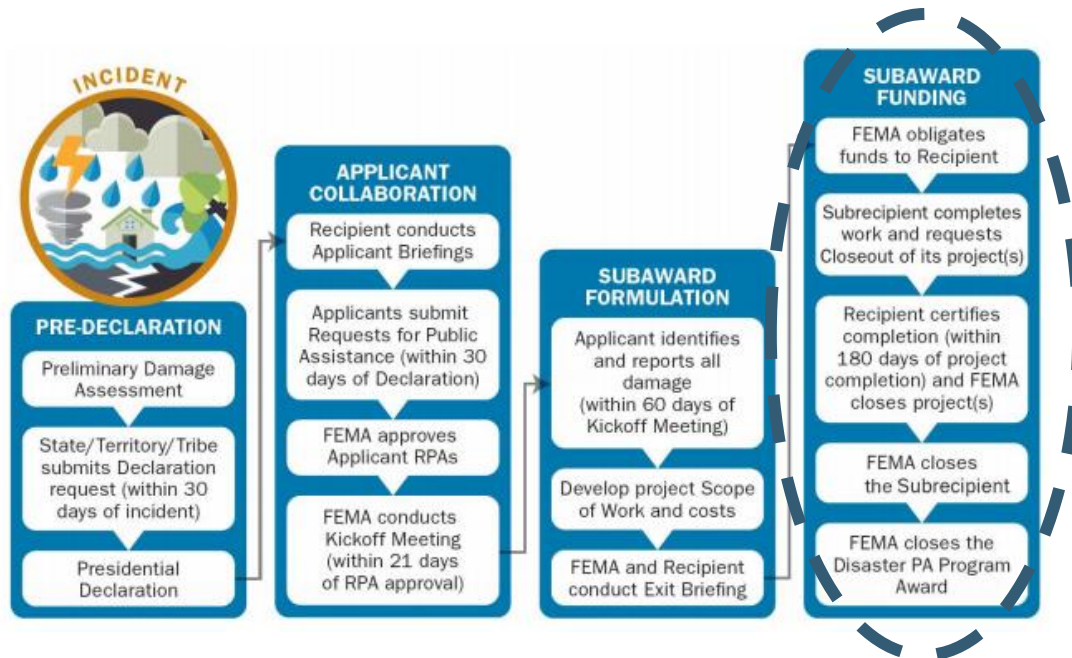 INCIDENT
PRE-DECLARATION
Preliminary Damage
Assessment
State/Territory/Tribe
submits Declaration
request (within 30
days of incident)
Presidential
Declaration
APPLICANT
COLLABORATION
Recipient conducts
Applicant Briefings
Applicants submit
Requests for Public
Assistance (within 30
days of Declaration)
FEMA approves
Applicant RPAs
FEMA conducts
Kickoff Meeting
(within 21 days
of RPA approval)
SUBAWARD
FORMULATION
Applicant identifies
and reports all
damage
(within 60 days of
Kickoff Meeting)
Develop project Scope
of Work and costs
FEMA and Recipient
conduct Exit Briefing
SUBAWARD
FUNDING
FEMA obligates
funds to Recipient
Subrecipient completes
work and requests
Closeout of its project(s)
Recipient certifies
completion (within
180 days of project
completion) and FEMA
closes project(s)
FEMA closes
the Subrecipient
FEMA closes the
Disaster PA Program
Award